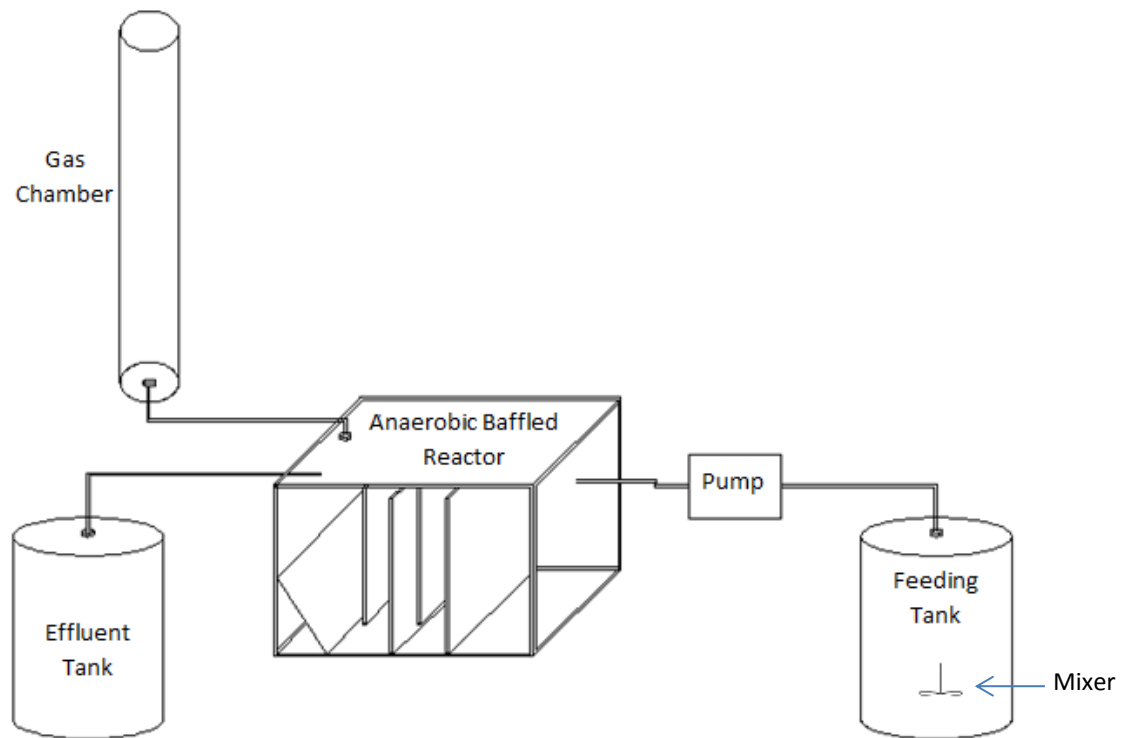 Gas
Chamber
Anaerobic Baffled
Reactor
Pump
Feeding
Tank
Effluent
Tank
Mixer